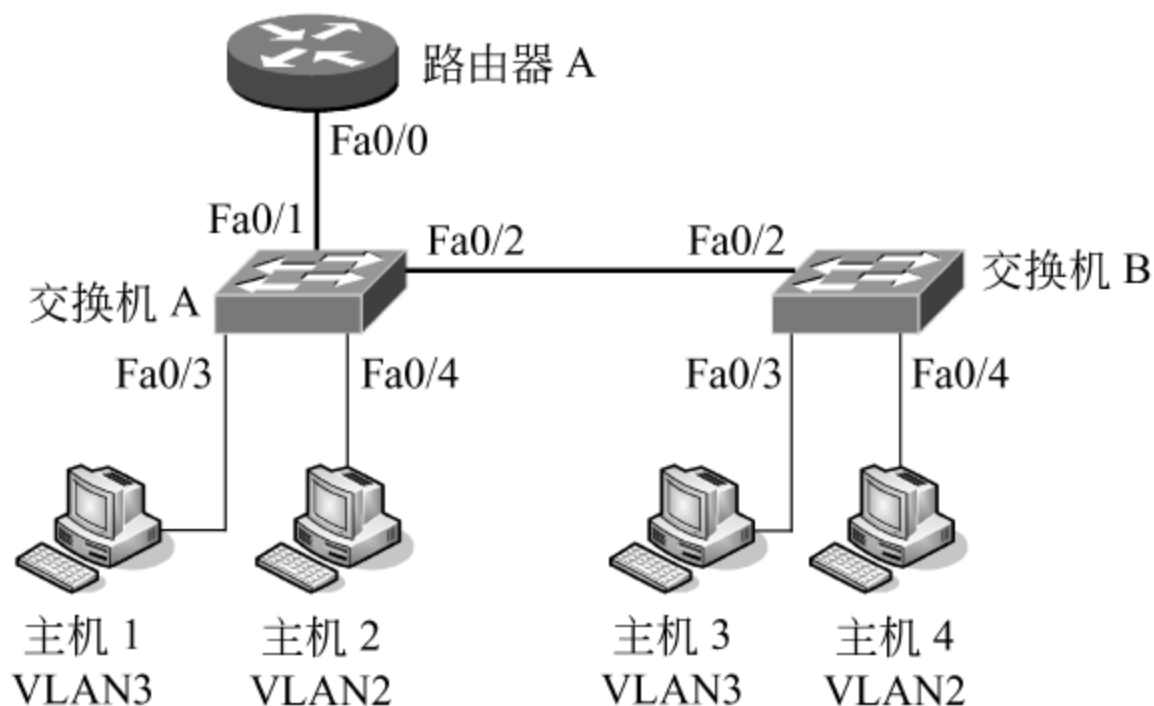 路由器 A
Fa0/0
Fa0/1
Fa0/2
Fa0/2
交换机 A
交换机 B
Fa0/3
Fa0/4
Fa0/3
Fa0/4
主机 1
主机 2
主机 3
主机 4
VLAN3
VLAN2
VLAN3
VLAN2